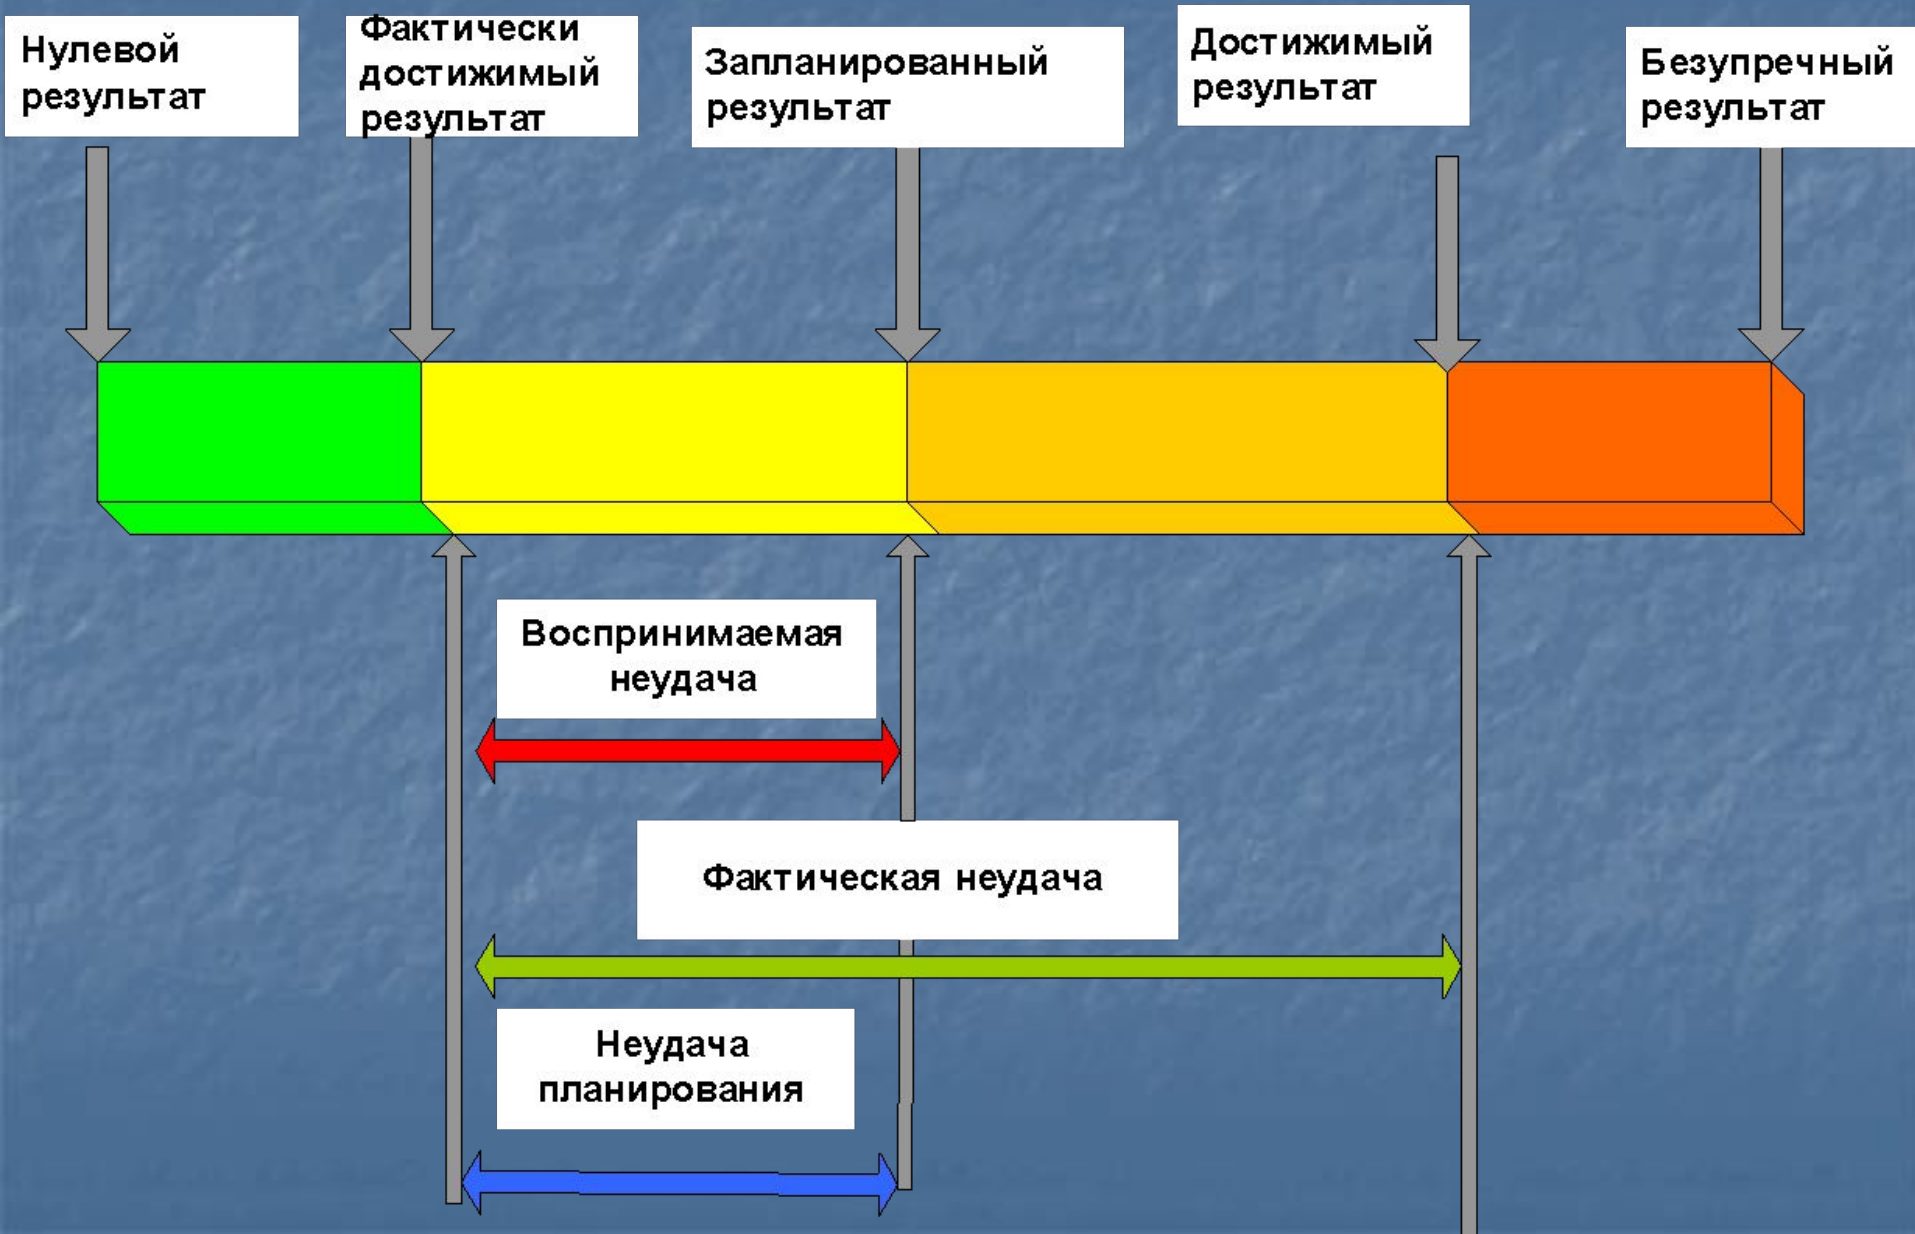 Нулевой
результат
Фактически
достижимый
результат
Запланированный
результат
Достижимый
результат
Безупречный
результат
Воспринимаемая
неудача
Фактическая неудача
Неудача
планирования